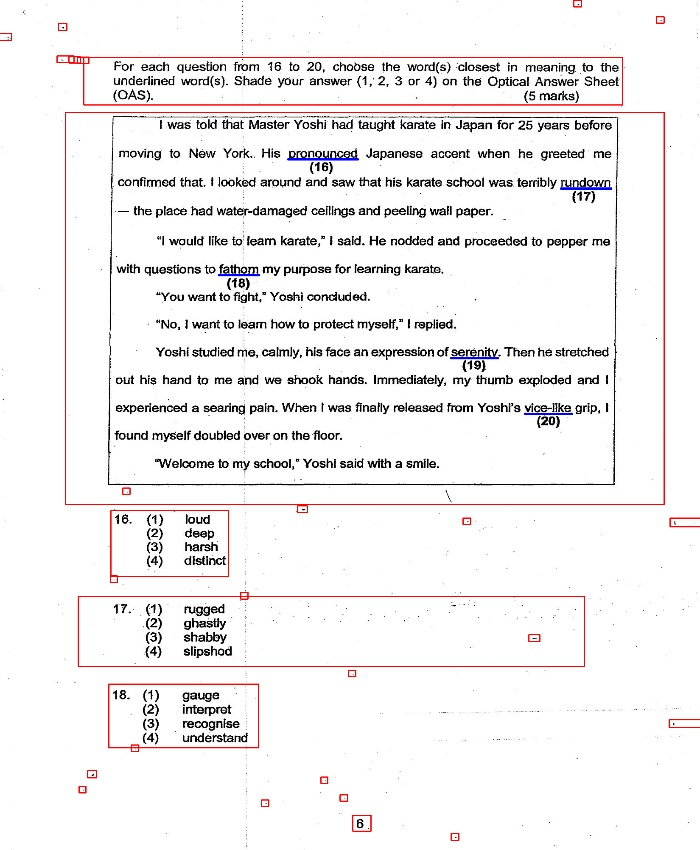 For each question from 16 to 20, choose the word(s) closest in meaning to the
underlined word(s). Shade your answer (1, 2, 3 or 4) on the Optical Answer Sheet
(OAS). (5 marks)
I was told that Master Yoshi had taught karate in Japan for 25 years before
moving to New York. His pronounced Japanese accent when he greeted me
(16)
confirmed that. I looked around and saw that his karate school was terribly rundown
(17)
— the place had water-damaged ceilings and peeling wall paper.
"I would like to learn karate," I said. He nodded and proceeded to pepper me
with questions to fathom my purpose for learning karate.
(18)
"You want to fight," Yoshi concluded.
"No, I want to learn how to protect myself," I replied.
Yoshi studied me, calmly, his face an expression of serenity. Then he stretched
(19)
out his hand to me and we shook hands. Immediately, my thumb exploded and I
experienced a searing pain. When I was finally released from Yoshi's vice-like grip, I
(20)
found myself doubled over on the floor.
"Welcome to my school," Yoshi said with a smile.
16. (1) loud
(2) deep
(3) harsh
(4) distinct
17. (1) rugged
(2) ghastly
(3) shabby
(4) slipshod
18. (1) gauge
(2) interpret
(3) recognise
(4) understand
6